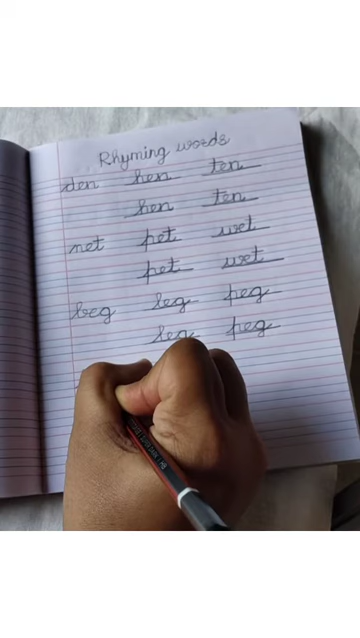 Rhyming words
den hen ten
hen ten
net pet wet
pet wet
beg leg peg
leg peg